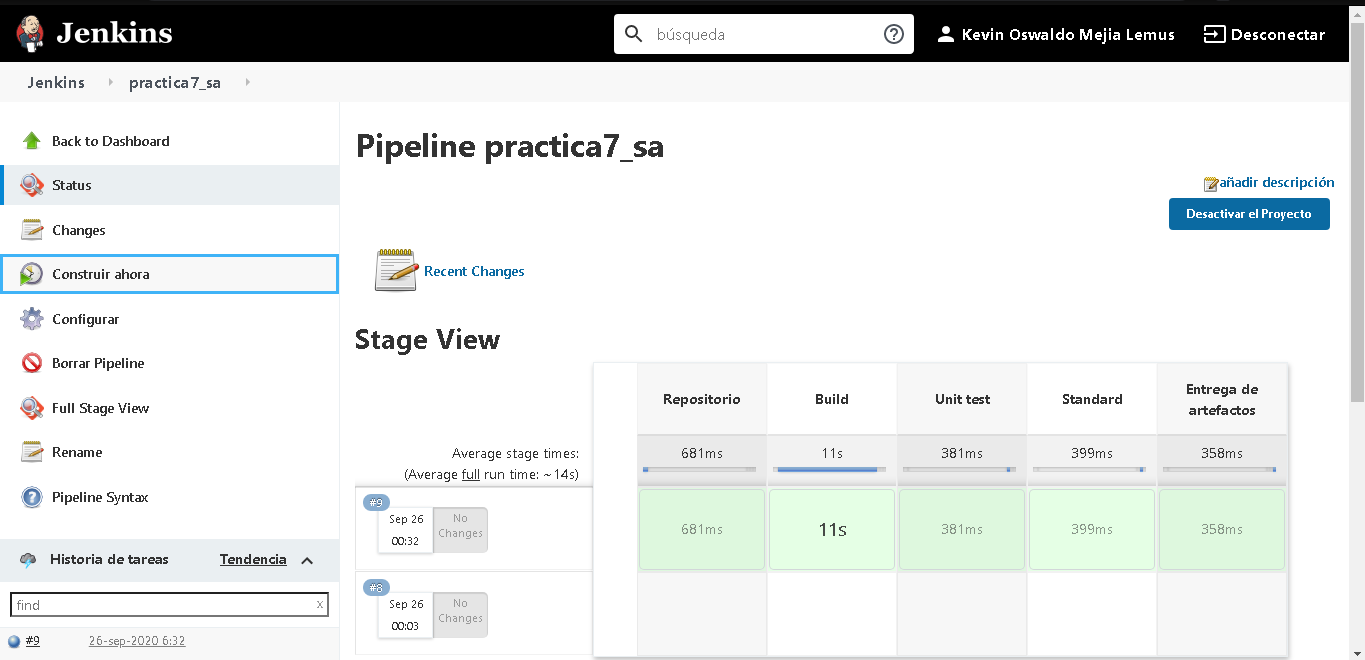 Jenkins
búsqueda
Kevin Oswaldo Mejia Lemus
Desconectar
Jenkins
practica7_sa
Back to Dashboard
Status
Changes
Construir ahora
Configurar
Borrar Pipeline
Full Stage View
Rename
Pipeline Syntax
Historia de tareas
Tendencia
find
x
#9
26-sep-2020 6:32
Pipeline practica7_sa
añadir descripción
Desactivar el Proyecto
Recent Changes
Stage View
Repositorio
Build
Unit test
Standard
Entrega de
artefactos
Average stage times:
(Average full run time: ~14s)
681ms
11s
381ms
399ms
358ms
#9
Sep 26
00:32
No
Changes
681ms
11s
381ms
399ms
358ms
#8
Sep 26
00:03
No
Changes